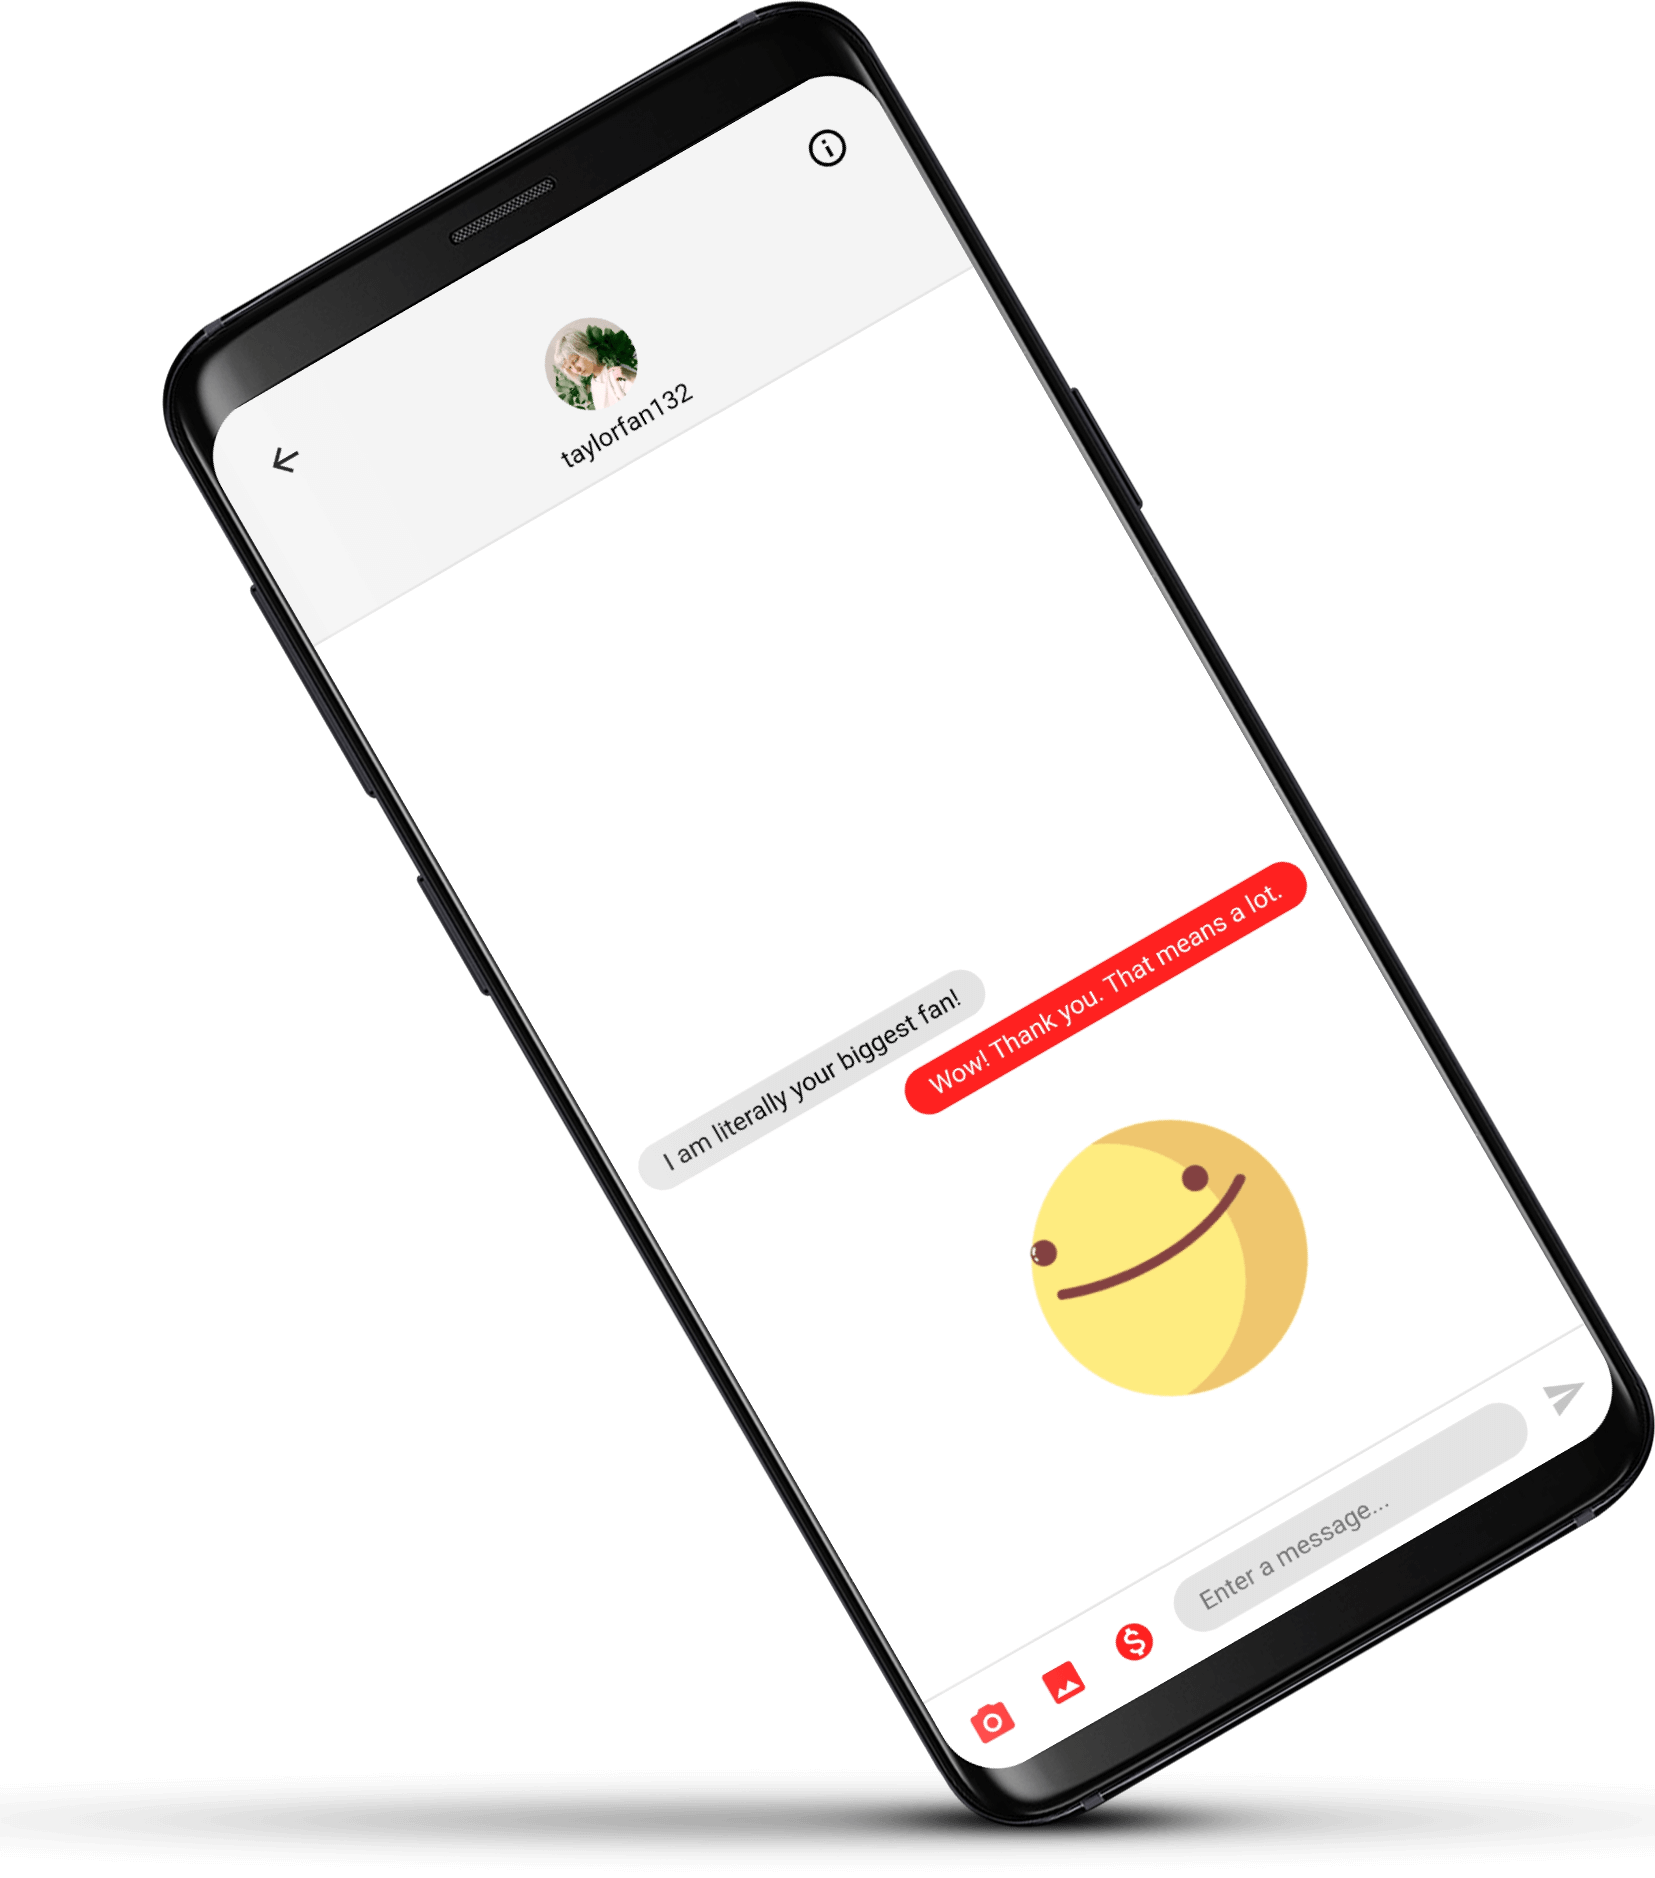 taylorfan132
I am literally your biggest fan!
Wow! Thank you. That means a lot.
Enter a message...